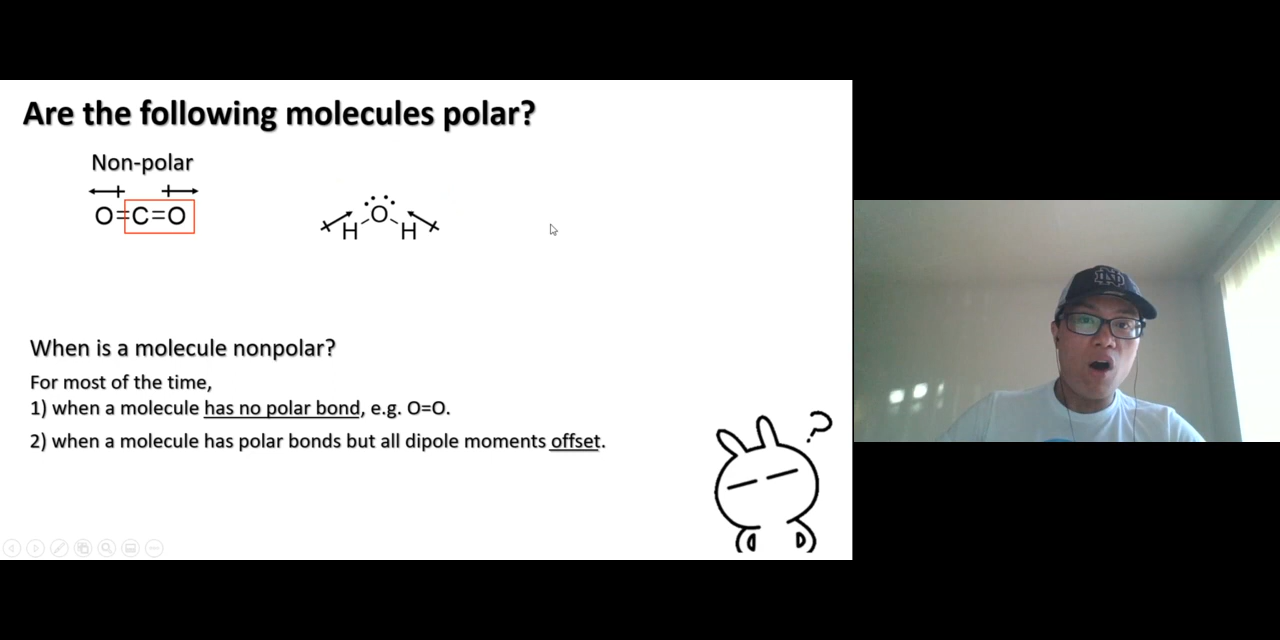 Are the following molecules polar?
Non-polar
O=C=O
O
H H
When is a molecule nonpolar?
For most of the time,
1) when a molecule has no polar bond, e.g. O=O.
2) when a molecule has polar bonds but all dipole moments offset.
?